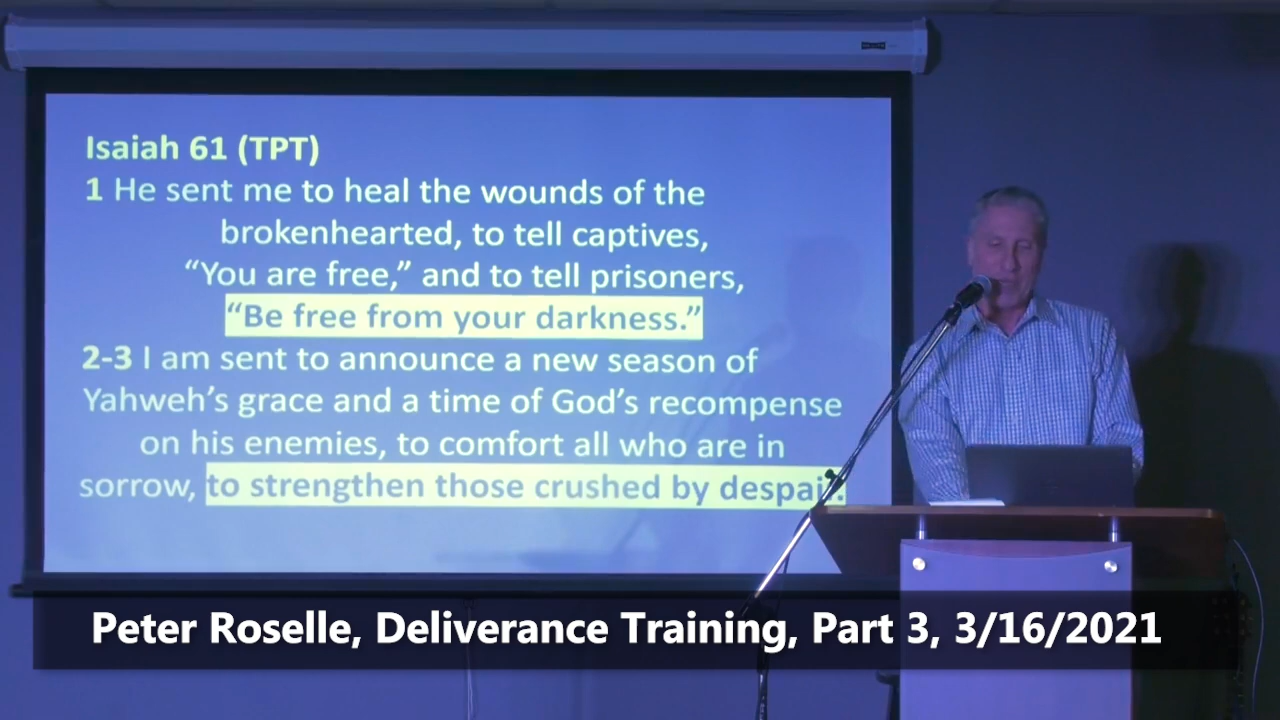 Isaiah 61 (TPT)
1 He sent me to heal the wounds of the
brokenhearted, to tell captives,
“You are free,” and to tell prisoners,
“Be free from your darkness.”
2-3 I am sent to announce a new season of
Yahweh’s grace and a time of God’s recompense
on his enemies, to comfort all who are in
sorrow, to strengthen those crushed by despair.
Peter Roselle, Deliverance Training, Part 3, 3/16/2021